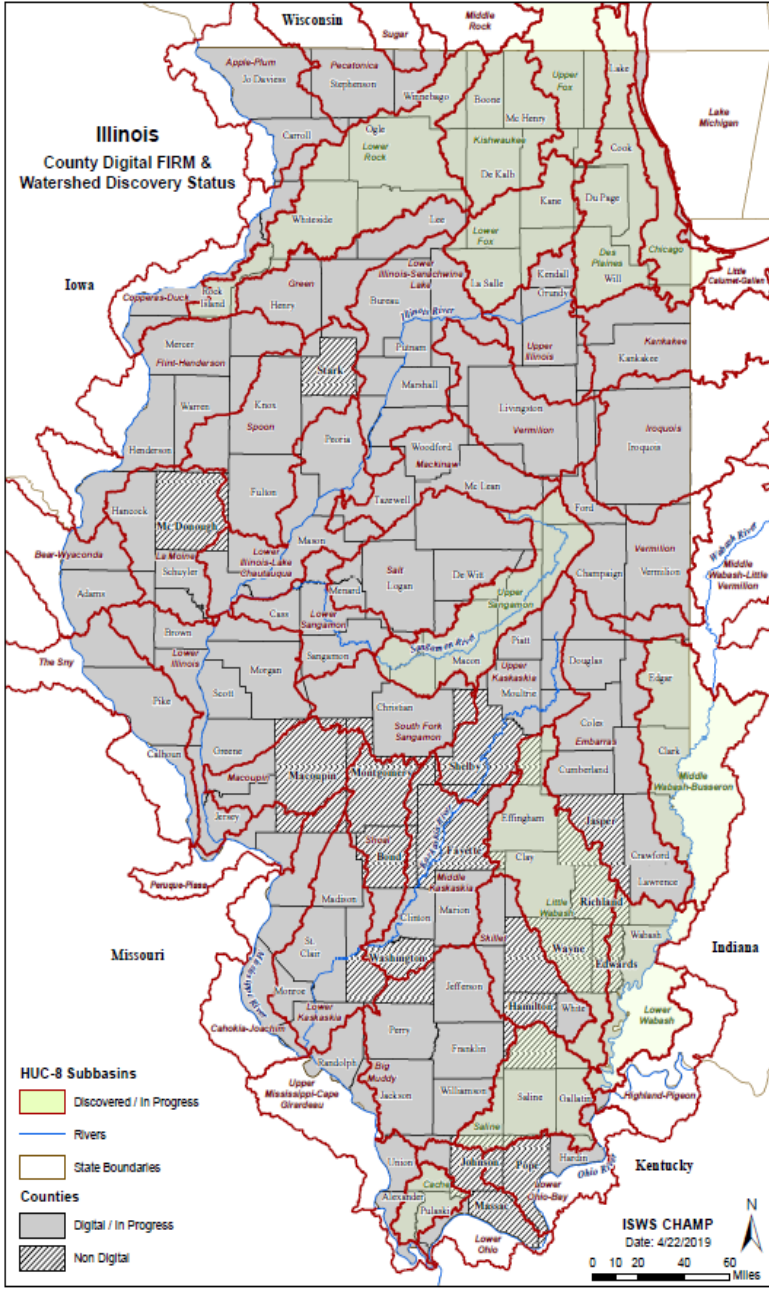 Wisconsin
Middle
Rock
Sugar
Apple-Plum
Jo Daviess
Pecatonica
Stephenson
Winnebago
Boone
Mc Henry
Upper
Fox
Lake
Lake
Michigan
Illinois
County Digital FIRM &
Watershed Discovery Status
Carroll
Ogle
Lower
Rock
Kishwaukee
De Kalb
Cook
Kane
Du Page
Whiteside
Lee
Lower
Fox
Des
Plaines
Chicago
Will
Little
Calumet-Galien
Iowa
Copperas-Duck
Rock
Island
Green
Henry
Lower
Illinois-Senachwine
Lake
Bureau
La Salle
Kendall
Grundy
Illinois River
Mercer
Flint-Henderson
Putnam
Upper
Illinois
Kankakee
Kankakee
Stark
Marshall
Warren
Knox
Spoon
Livingston
Vermilion
Iroquois
Iroquois
Henderson
Peoria
Woodford
Mackinaw
Hancock
Mc Donough
Fulton
Tazewell
Mc Lean
Ford
Bear-Wyaconda
La Moine
Schuyler
Lower
Illinois-Lake
Chautauqua
Mason
Salt
Logan
De Witt
Champaign
Vermilion
Vermilion
Wabash River
Middle
Wabash-Little
Vermilion
Adams
Menard
Upper
Sangamon
Cass
Lower
Sangamon
Brown
Lower
Illinois
Sangamon River
Piatt
The Sny
Morgan
Sangamon
Macon
Upper
Kaskaskia
Douglas
Edgar
Pike
Scott
Christian
Moultrie
South Fork
Sangamon
Coles
Embarras
Calhoun
Greene
Macoupin
Macoupin
Montgomery
Shelby
Cumberland
Clark
Middle
Wabash-Busseron
Jersey
Effingham
Jasper
Shoal
Bond
Fayette
Kaskaskia River
Clay
Crawford
Lawrence
Peruque-Piasa
Madison
Middle
Kaskaskia
Little
Wabash
Richland
Missouri
Clinton
Marion
Skillet
Wayne
Wabash
Indiana
St.
Clair
Washington
Edwards
Mississippi River
Monroe
Jefferson
Hamilton
White
Lower
Wabash
Cahokia-Joachim
Lower
Kaskaskia
Perry
Franklin
Randolph
Big
Muddy
Upper
Mississippi-Cape
Girardeau
Jackson
Williamson
Saline
Gallatin
Highland-Pigeon
Saline
Union
Johnson
Pope
Hardin
Ohio River
Kentucky
Cache
Alexander
Pulaski
Massac
Lower
Ohio-Bay
Lower
Ohio
HUC-8 Subbasins
Discovered / In Progress
Rivers
State Boundaries
Counties
Digital / In Progress
Non Digital
ISWS CHAMP
Date: 4/22/2019
N
0 10 20 40 60
Miles